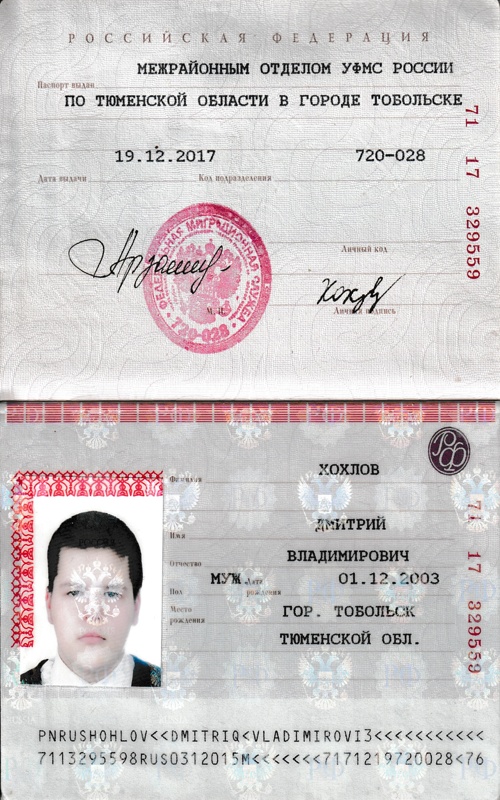 РОССИЙСКАЯ ФЕДЕРАЦИЯ
Паспорт выдан
МЕЖРАЙОННЫМ ОТДЕЛОМ УФМС РОССИИ
ПО ТЮМЕНСКОЙ ОБЛАСТИ В ГОРОДЕ ТОБОЛЬСКЕ
71 17 829559
19.12.2017
720-028
Дата выдачи
Код подразделения
ФЕДЕРАЛЬНАЯ МИГРАЦИОННАЯ СЛУЖБА
720-028
Личный код
М.П.
Личная подпись
РФ
Фамилия
ХОХЛОВ
Имя
ДМИТРИЙ
Отчество
ВЛАДИМИРОВИЧ
Пол
МУЖ.
Дата рождения
01.12.2003
Место рождения
ГОР. ТОБОЛЬСК
ТЮМЕНСКОЙ ОБЛ.
71 17 829559
PNRUSHOHLOV<<DMITRIQ<VLADIMIROVI3<<<<<<<<<<<
7113295598RUS0312015M<<<<<<<7171219720028<76